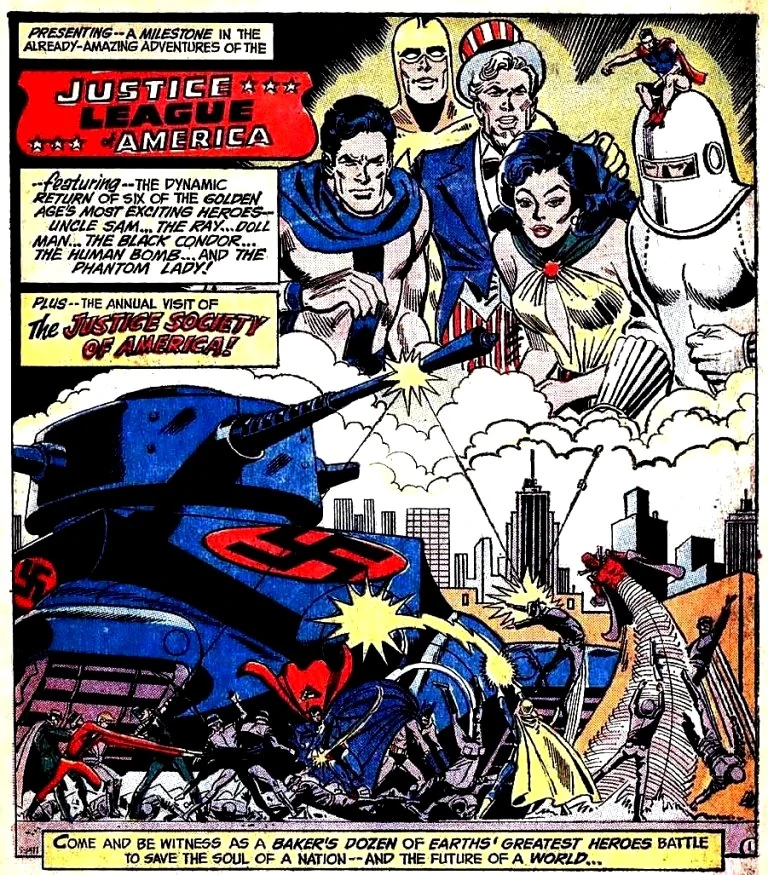 PRESENTING--A MILESTONE IN THE
ALREADY-AMAZING ADVENTURES OF THE
JUSTICE
LEAGUE
of AMERICA
--featuring--THE DYNAMIC
RETURN OF SIX OF THE GOLDEN
AGE'S MOST EXCITING HEROES--
UNCLE SAM... THE RAY...DOLL
MAN...THE BLACK CONDOR...
THE HUMAN BOMB...AND THE
PHANTOM LADY!
PLUS--THE ANNUAL VISIT OF
The JUSTICE SOCIETY
OF AMERICA!
COME AND BE WITNESS AS A BAKER'S DOZEN OF EARTHS' GREATEST HEROES BATTLE
TO SAVE THE SOUL OF A NATION--AND THE FUTURE OF A WORLD...
1